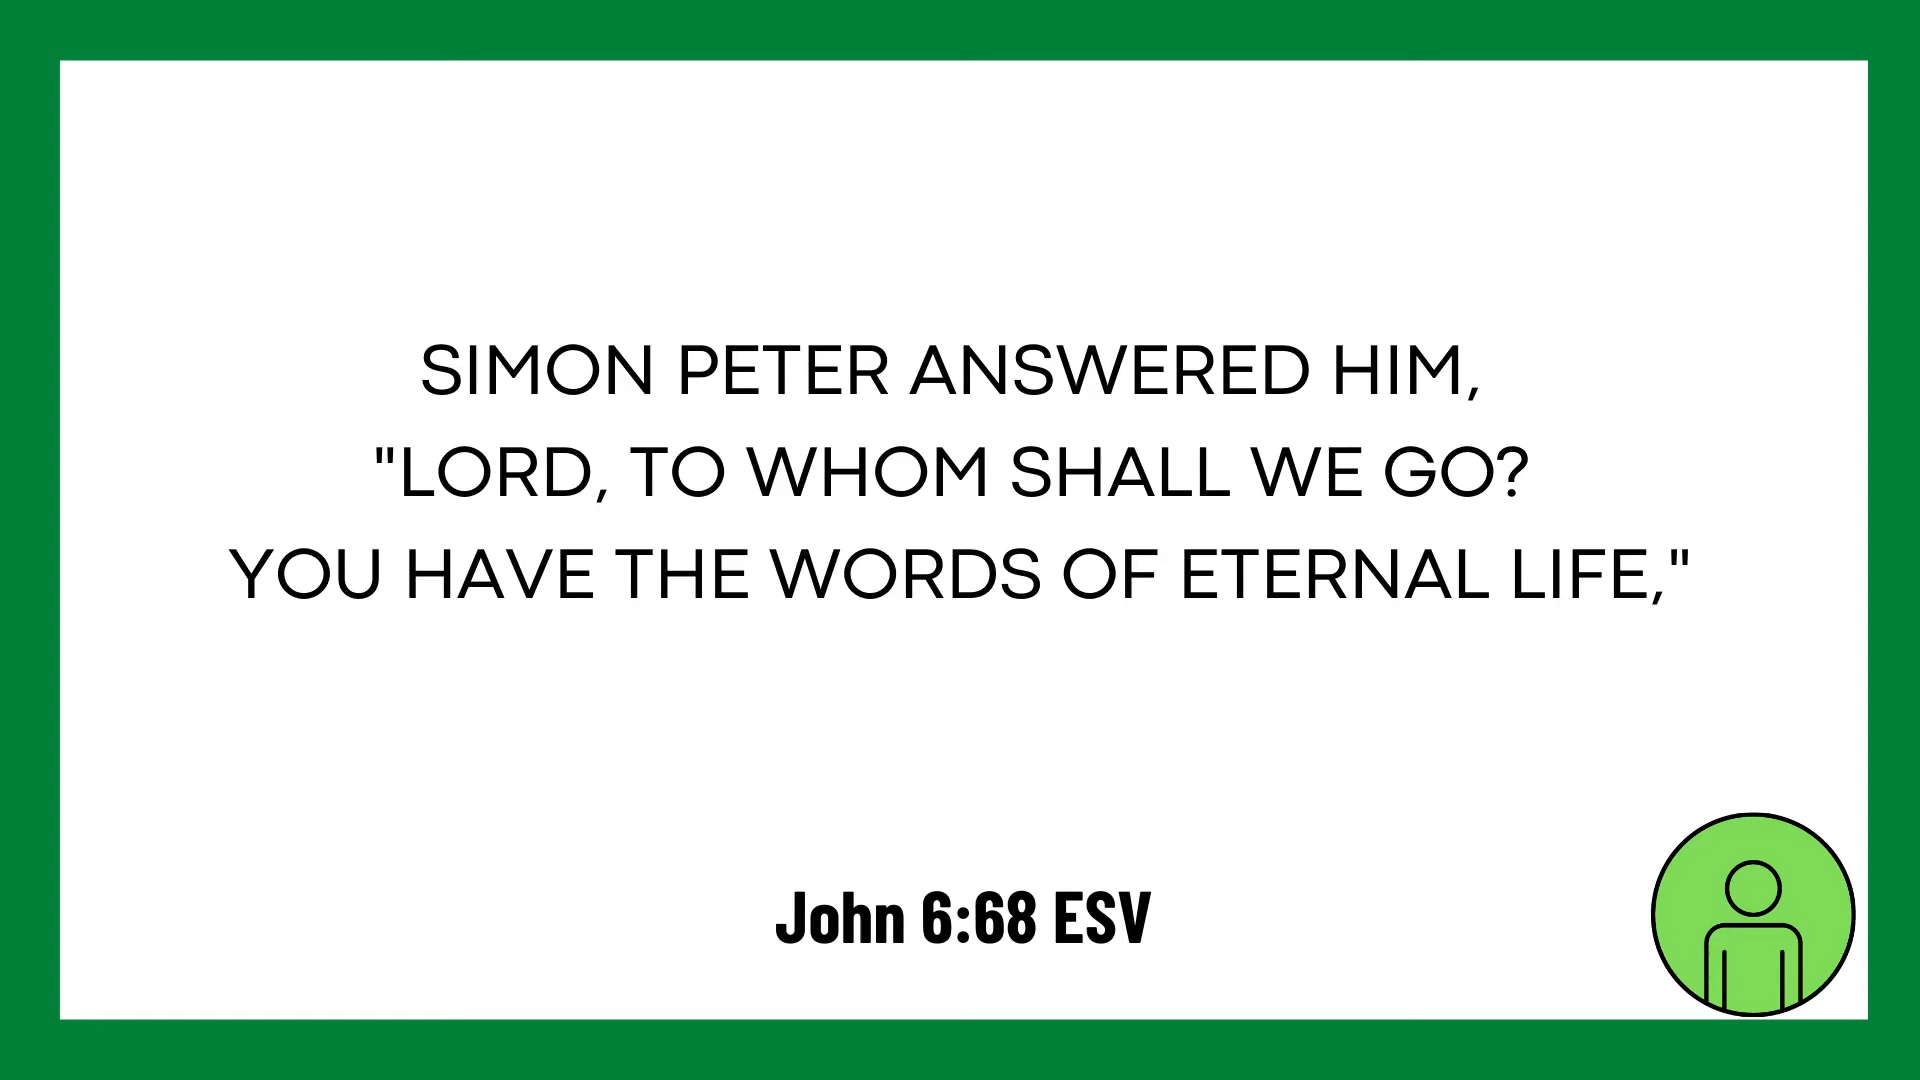 SIMON PETER ANSWERED HIM,
"LORD, TO WHOM SHALL WE GO?
YOU HAVE THE WORDS OF ETERNAL LIFE,"
John 6:68 ESV